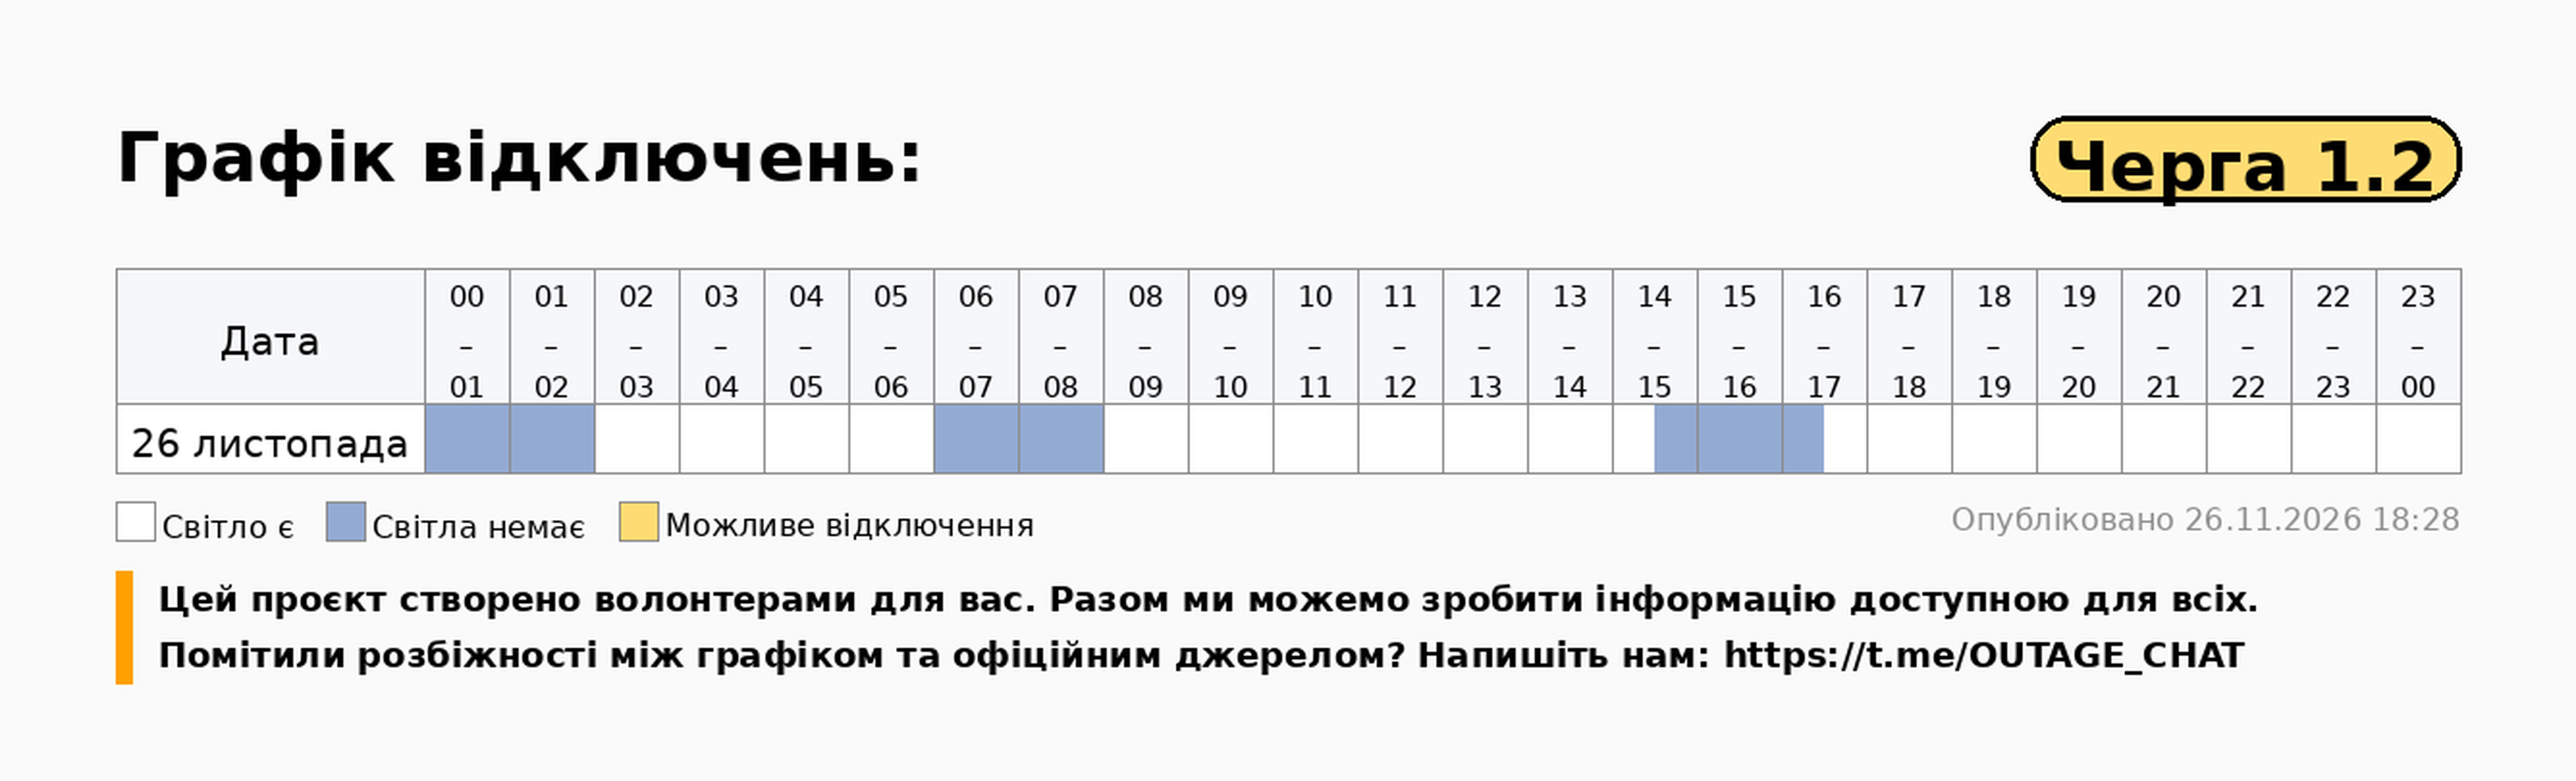 Графік відключень:
Черга 1.2
Дата 00 – 01 01 – 02 02 – 03 03 – 04 04 – 05 05 – 06 06 – 07 07 – 08 08 – 09 09 – 10 10 – 11 11 – 12 12 – 13 13 – 14 14 – 15 15 – 16 16 – 17 17 – 18 18 – 19 19 – 20 20 – 21 21 – 22 22 – 23 23 – 00
26 листопада
Світло є Світла немає Можливе відключення
Опубліковано 26.11.2026 18:28
Цей проєкт створено волонтерами для вас. Разом ми можемо зробити інформацію доступною для всіх.
Помітили розбіжності між графіком та офіційним джерелом? Напишіть нам: https://t.me/OUTAGE_CHAT